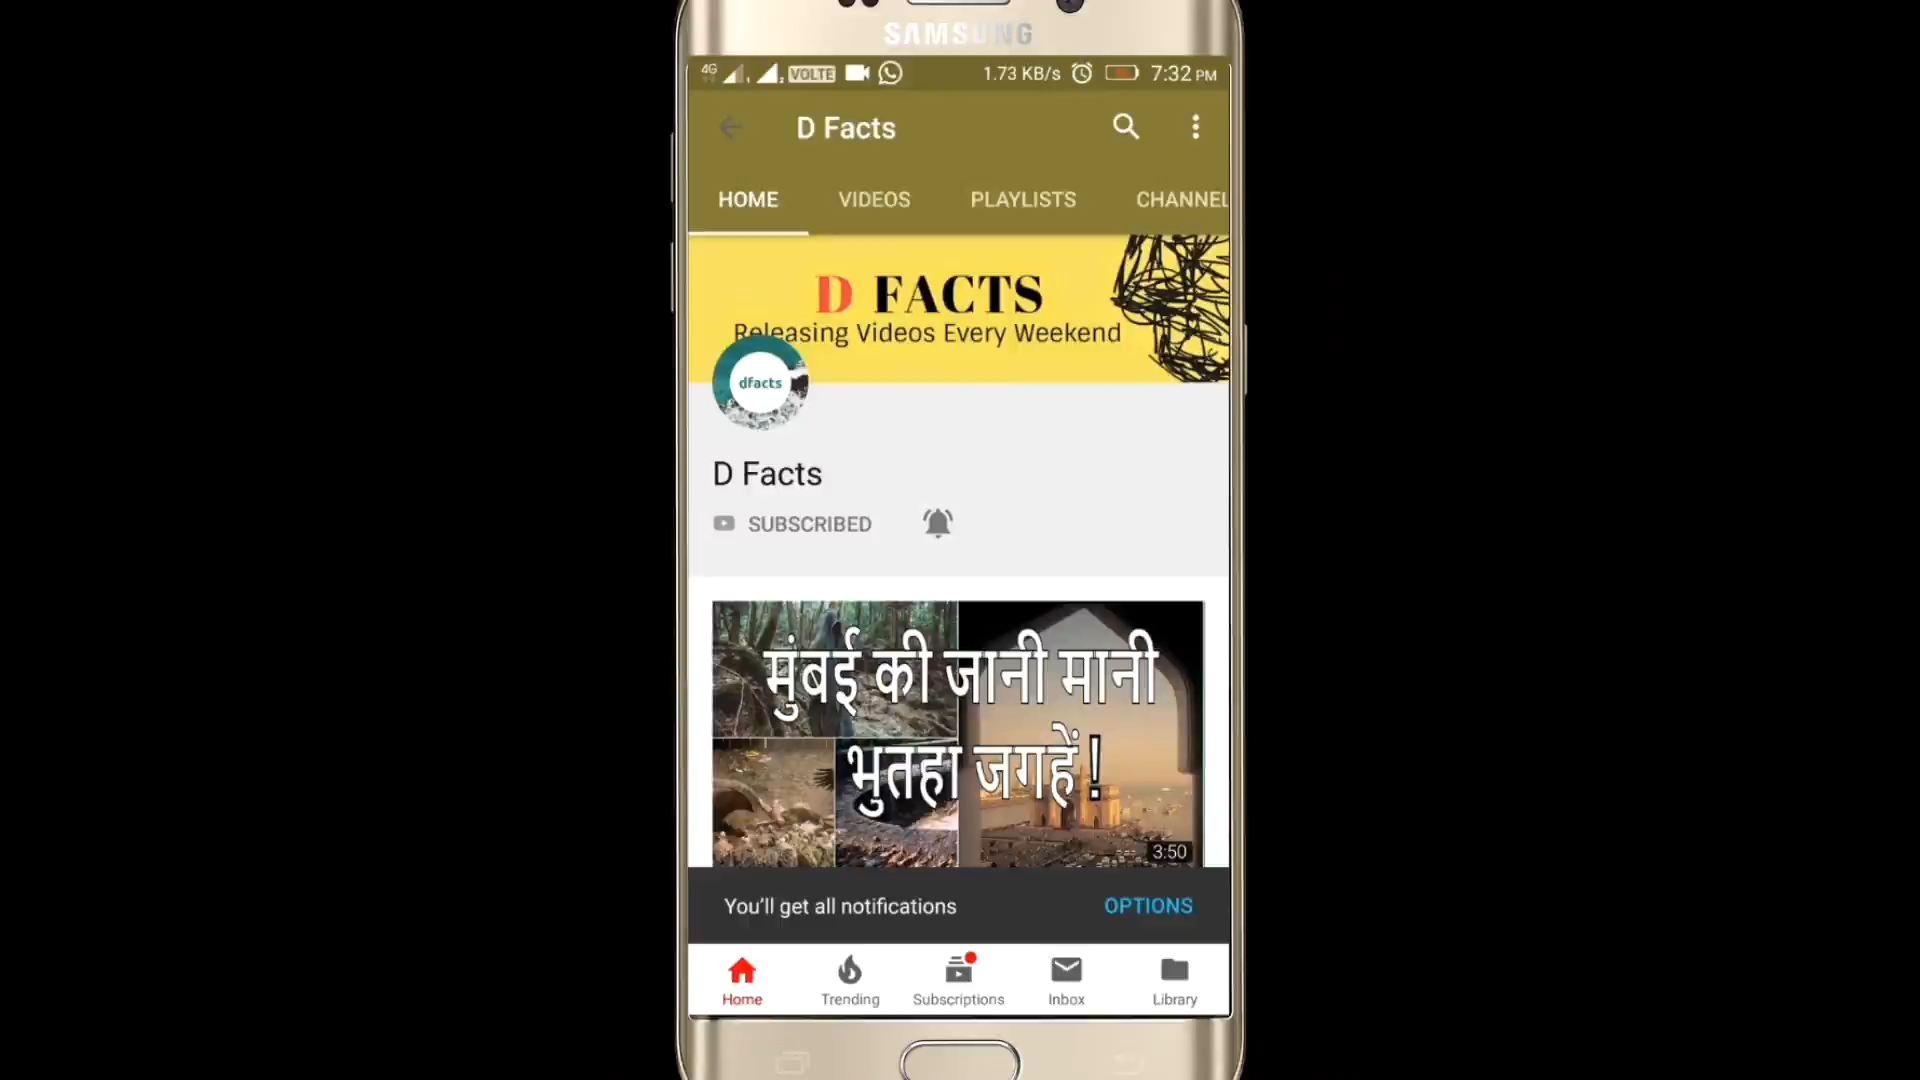 SAMSUNG
4G VOLTE 1.73 KB/s 7:32 PM
D Facts
HOME VIDEOS PLAYLISTS CHANNEL
D FACTS
Releasing Videos Every Weekend
dfacts
D Facts
SUBSCRIBED
मुंबई की जानी मानी
भुतहा जगहें!
3:50
You'll get all notifications OPTIONS
Home Trending Subscriptions Inbox Library